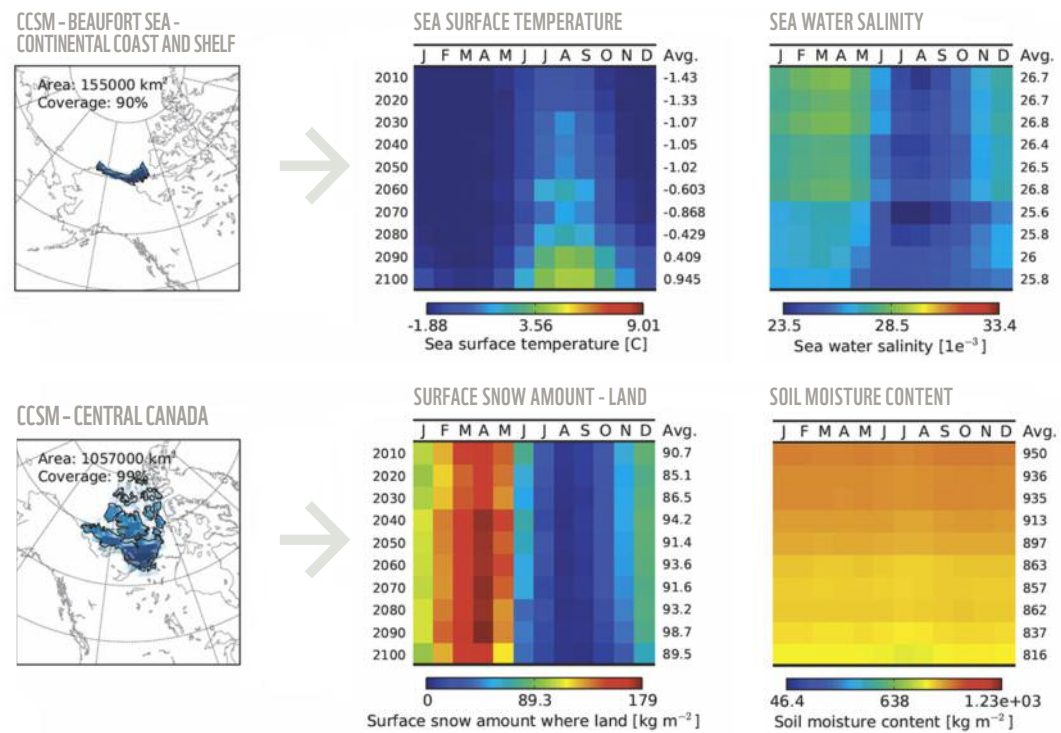 CCSM – BEAUFORT SEA -
CONTINENTAL COAST AND SHELF
Area: 155000 km²
Coverage: 90%
SEA SURFACE TEMPERATURE
J F M A M J J A S O N D Avg.
2010 -1.43
2020 -1.33
2030 -1.07
2040 -1.05
2050 -1.02
2060 -0.603
2070 -0.868
2080 -0.429
2090 0.409
2100 0.945
-1.88 3.56 9.01
Sea surface temperature [C]
SEA WATER SALINITY
J F M A M J J A S O N D Avg.
26.7
26.7
26.8
26.4
26.5
26.8
25.6
25.8
26
25.8
23.5 28.5 33.4
Sea water salinity [1e⁻³]
CCSM – CENTRAL CANADA
Area: 1057000 km²
Coverage: 99%
SURFACE SNOW AMOUNT - LAND
J F M A M J J A S O N D Avg.
2010 90.7
2020 85.1
2030 86.5
2040 94.2
2050 91.4
2060 93.6
2070 91.6
2080 93.2
2090 98.7
2100 89.5
0 89.3 179
Surface snow amount where land [kg m⁻²]
SOIL MOISTURE CONTENT
J F M A M J J A S O N D Avg.
950
936
935
913
897
863
857
862
837
816
46.4 638 1.23e+03
Soil moisture content [kg m⁻²]